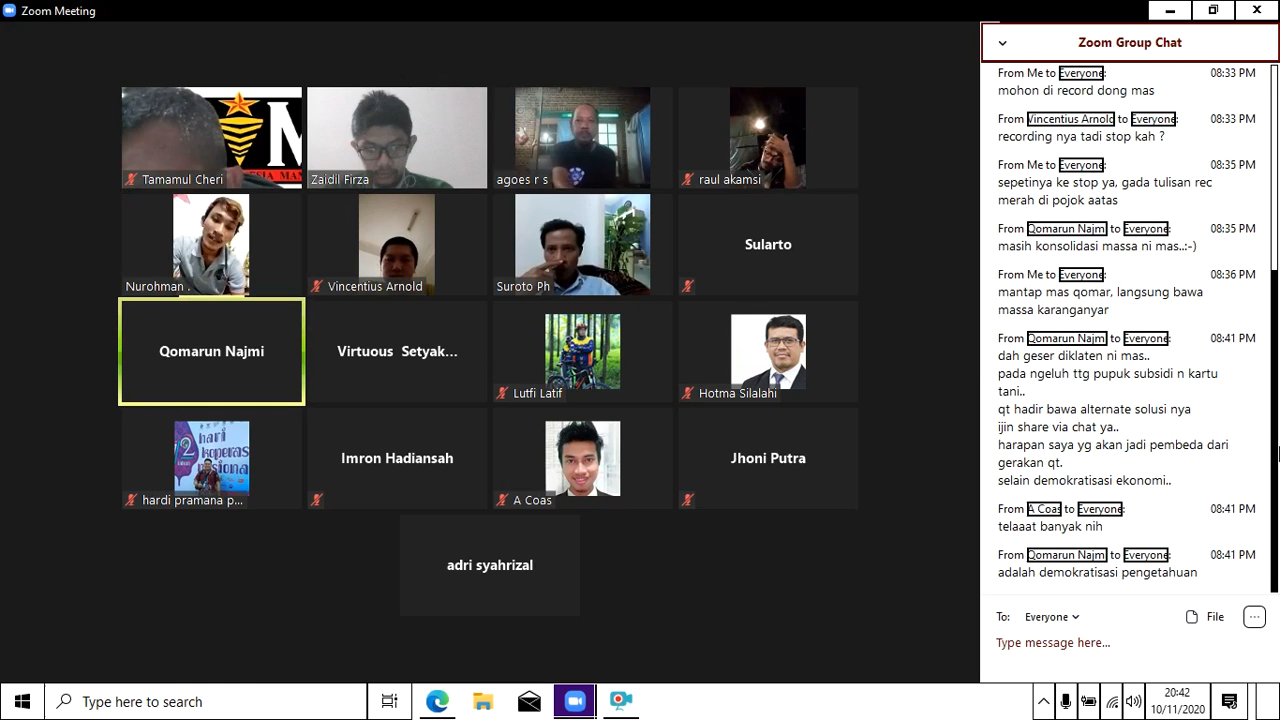 Zoom Meeting
Zoom Group Chat
From Me to Everyone: 08:33 PM
mohon di record dong mas
From Vincentius Arnold to Everyone: 08:33 PM
recording nya tadi stop kah ?
From Me to Everyone: 08:35 PM
sepetinya ke stop ya, gada tulisan rec
merah di pojok aatas
From Qomarun Najmi to Everyone: 08:35 PM
masih konsolidasi massa ni mas..:-)
From Me to Everyone: 08:36 PM
mantap mas qomar, langsung bawa
massa karanganyar
From Qomarun Najmi to Everyone: 08:41 PM
dah geser diklaten ni mas..
pada ngeluh ttg pupuk subsidi n kartu
tani..
qt hadir bawa alternate solusi nya
ijin share via chat ya..
harapan saya yg akan jadi pembeda dari
gerakan qt.
selain demokratisasi ekonomi..
From A Coas to Everyone: 08:41 PM
telaaat banyak nih
From Qomarun Najmi to Everyone: 08:41 PM
adalah demokratisasi pengetahuan
To: Everyone File ...
Type message here...
M
Tamamul Cheri
Zaidil Firza
agoes r s
raul akamsi
Nurohman .
Vincentius Arnold
Suroto Ph
Sularto
Qomarun Najmi
Virtuous Setyak...
Lutfi Latif
Hotma Silalahi
hari
koperas
hardi pramana p...
Imron Hadiansah
A Coas
Jhoni Putra
adri syahrizal
Type here to search
20:42
10/11/2020